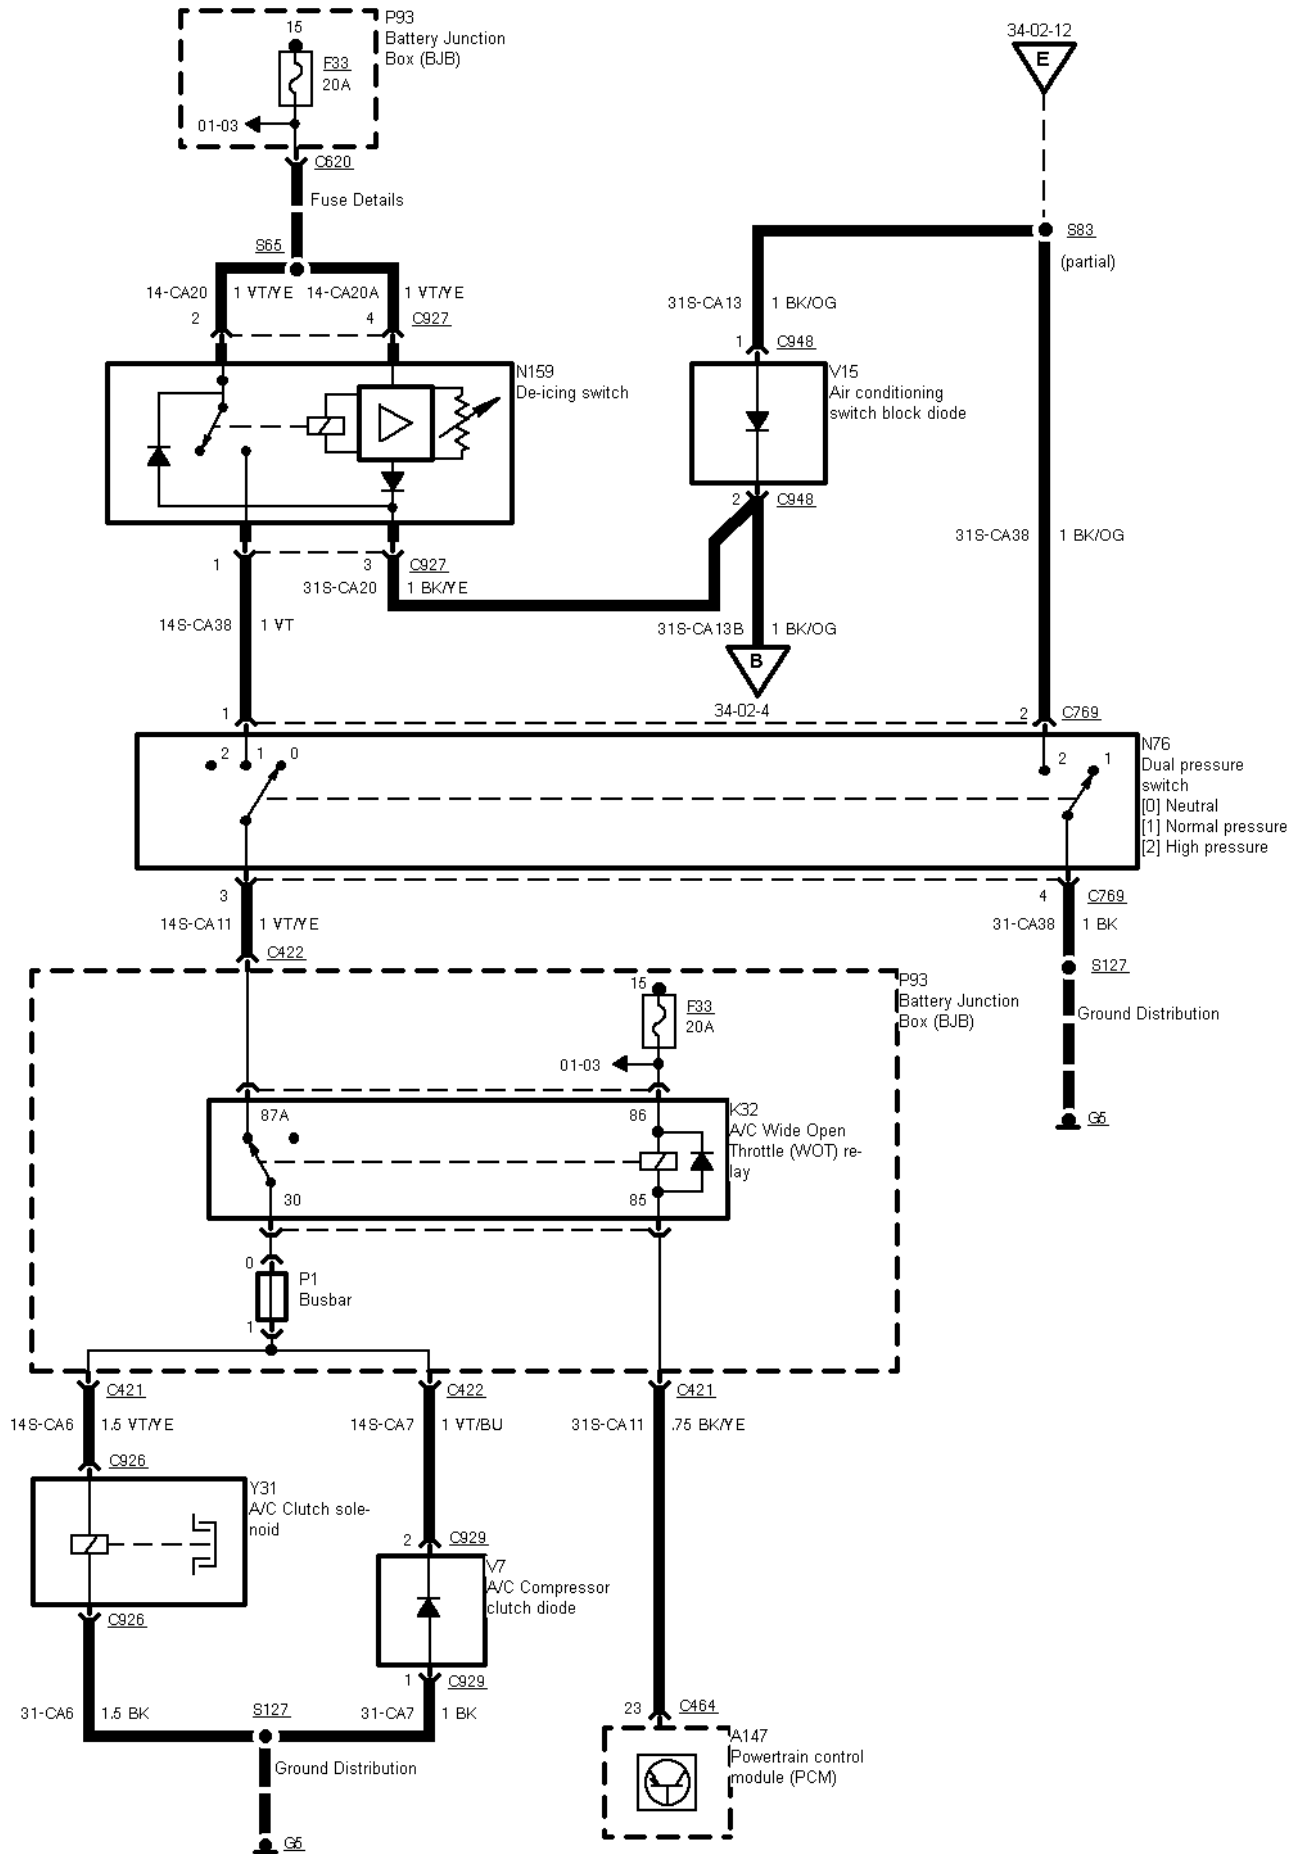 15
P93
Battery Junction
Box (BJB)
F33
20A
01-03
C620
Fuse Details
34-02-12
E
S83
(partial)
S65
14-CA20 1 VT/YE 14-CA20A 1 VT/YE
2 4 C927
31S-CA13 1 BK/OG
1 C948
N159
De-icing switch
V15
Air conditioning
switch block diode
2 C948
31S-CA38 1 BK/OG
1 3 C927
31S-CA20 1 BK/YE
14S-CA38 1 VT
31S-CA13B 1 BK/OG
B
34-02-4
1 2 C769
2 1 0
2 1
N76
Dual pressure
switch
[0] Neutral
[1] Normal pressure
[2] High pressure
3 4 C769
14S-CA11 1 VT/YE
31-CA38 1 BK
C422
S127
Ground Distribution
G5
P93
Battery Junction
Box (BJB)
15
F33
20A
01-03
87A 86
K32
A/C Wide Open
Throttle (WOT) re-
lay
30 85
0
P1
Busbar
1
C421 C422 C421
14S-CA6 1.5 VT/YE 14S-CA7 1 VT/BU 31S-CA11 .75 BK/YE
C926
Y31
A/C Clutch sole-
noid
2 C929
V7
A/C Compressor
clutch diode
C926
1 C929
31-CA6 1.5 BK S127 31-CA7 1 BK
Ground Distribution
G5
23 C464
A147
Powertrain control
module (PCM)